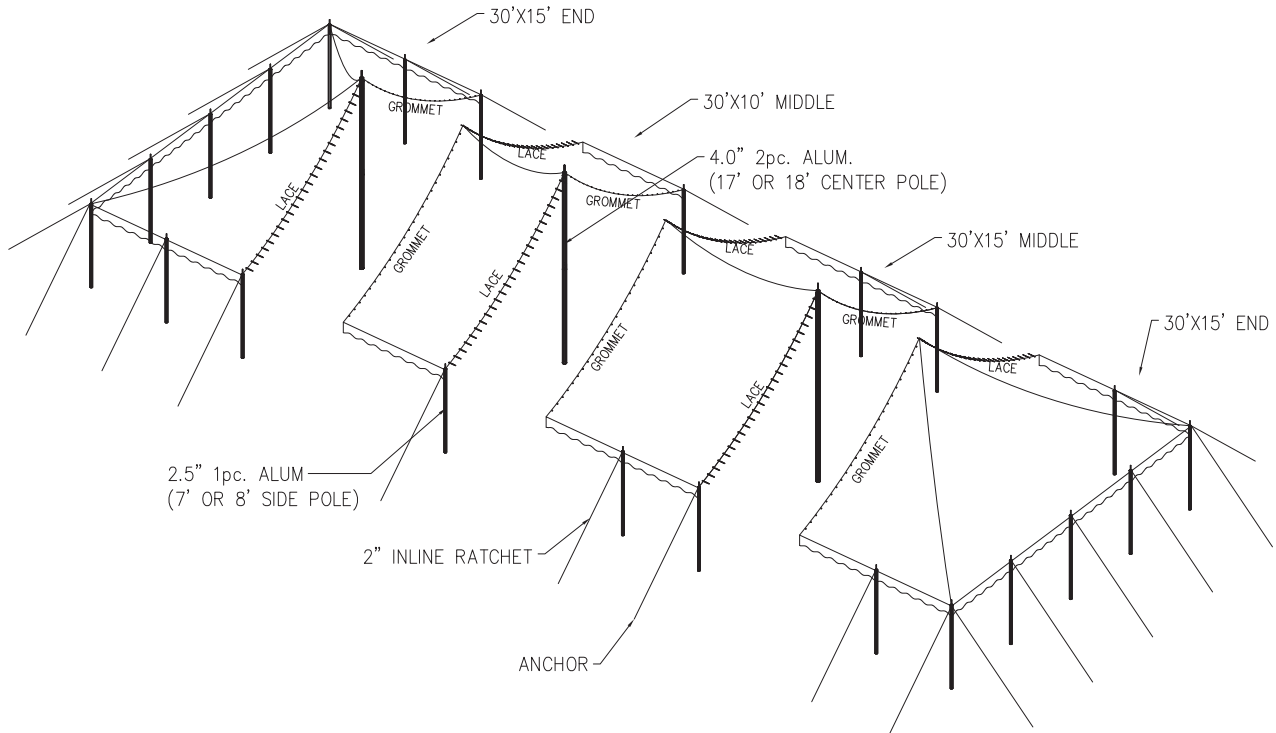 30'X15' END
30'X10' MIDDLE
4.0" 2pc. ALUM.
(17' OR 18' CENTER POLE)
30'X15' MIDDLE
30'X15' END
GROMMET
LACE
LACE
GROMMET
GROMMET
LACE
LACE
GROMMET
GROMMET
LACE
LACE
GROMMET
2.5" 1pc. ALUM
(7' OR 8' SIDE POLE)
2" INLINE RATCHET
ANCHOR